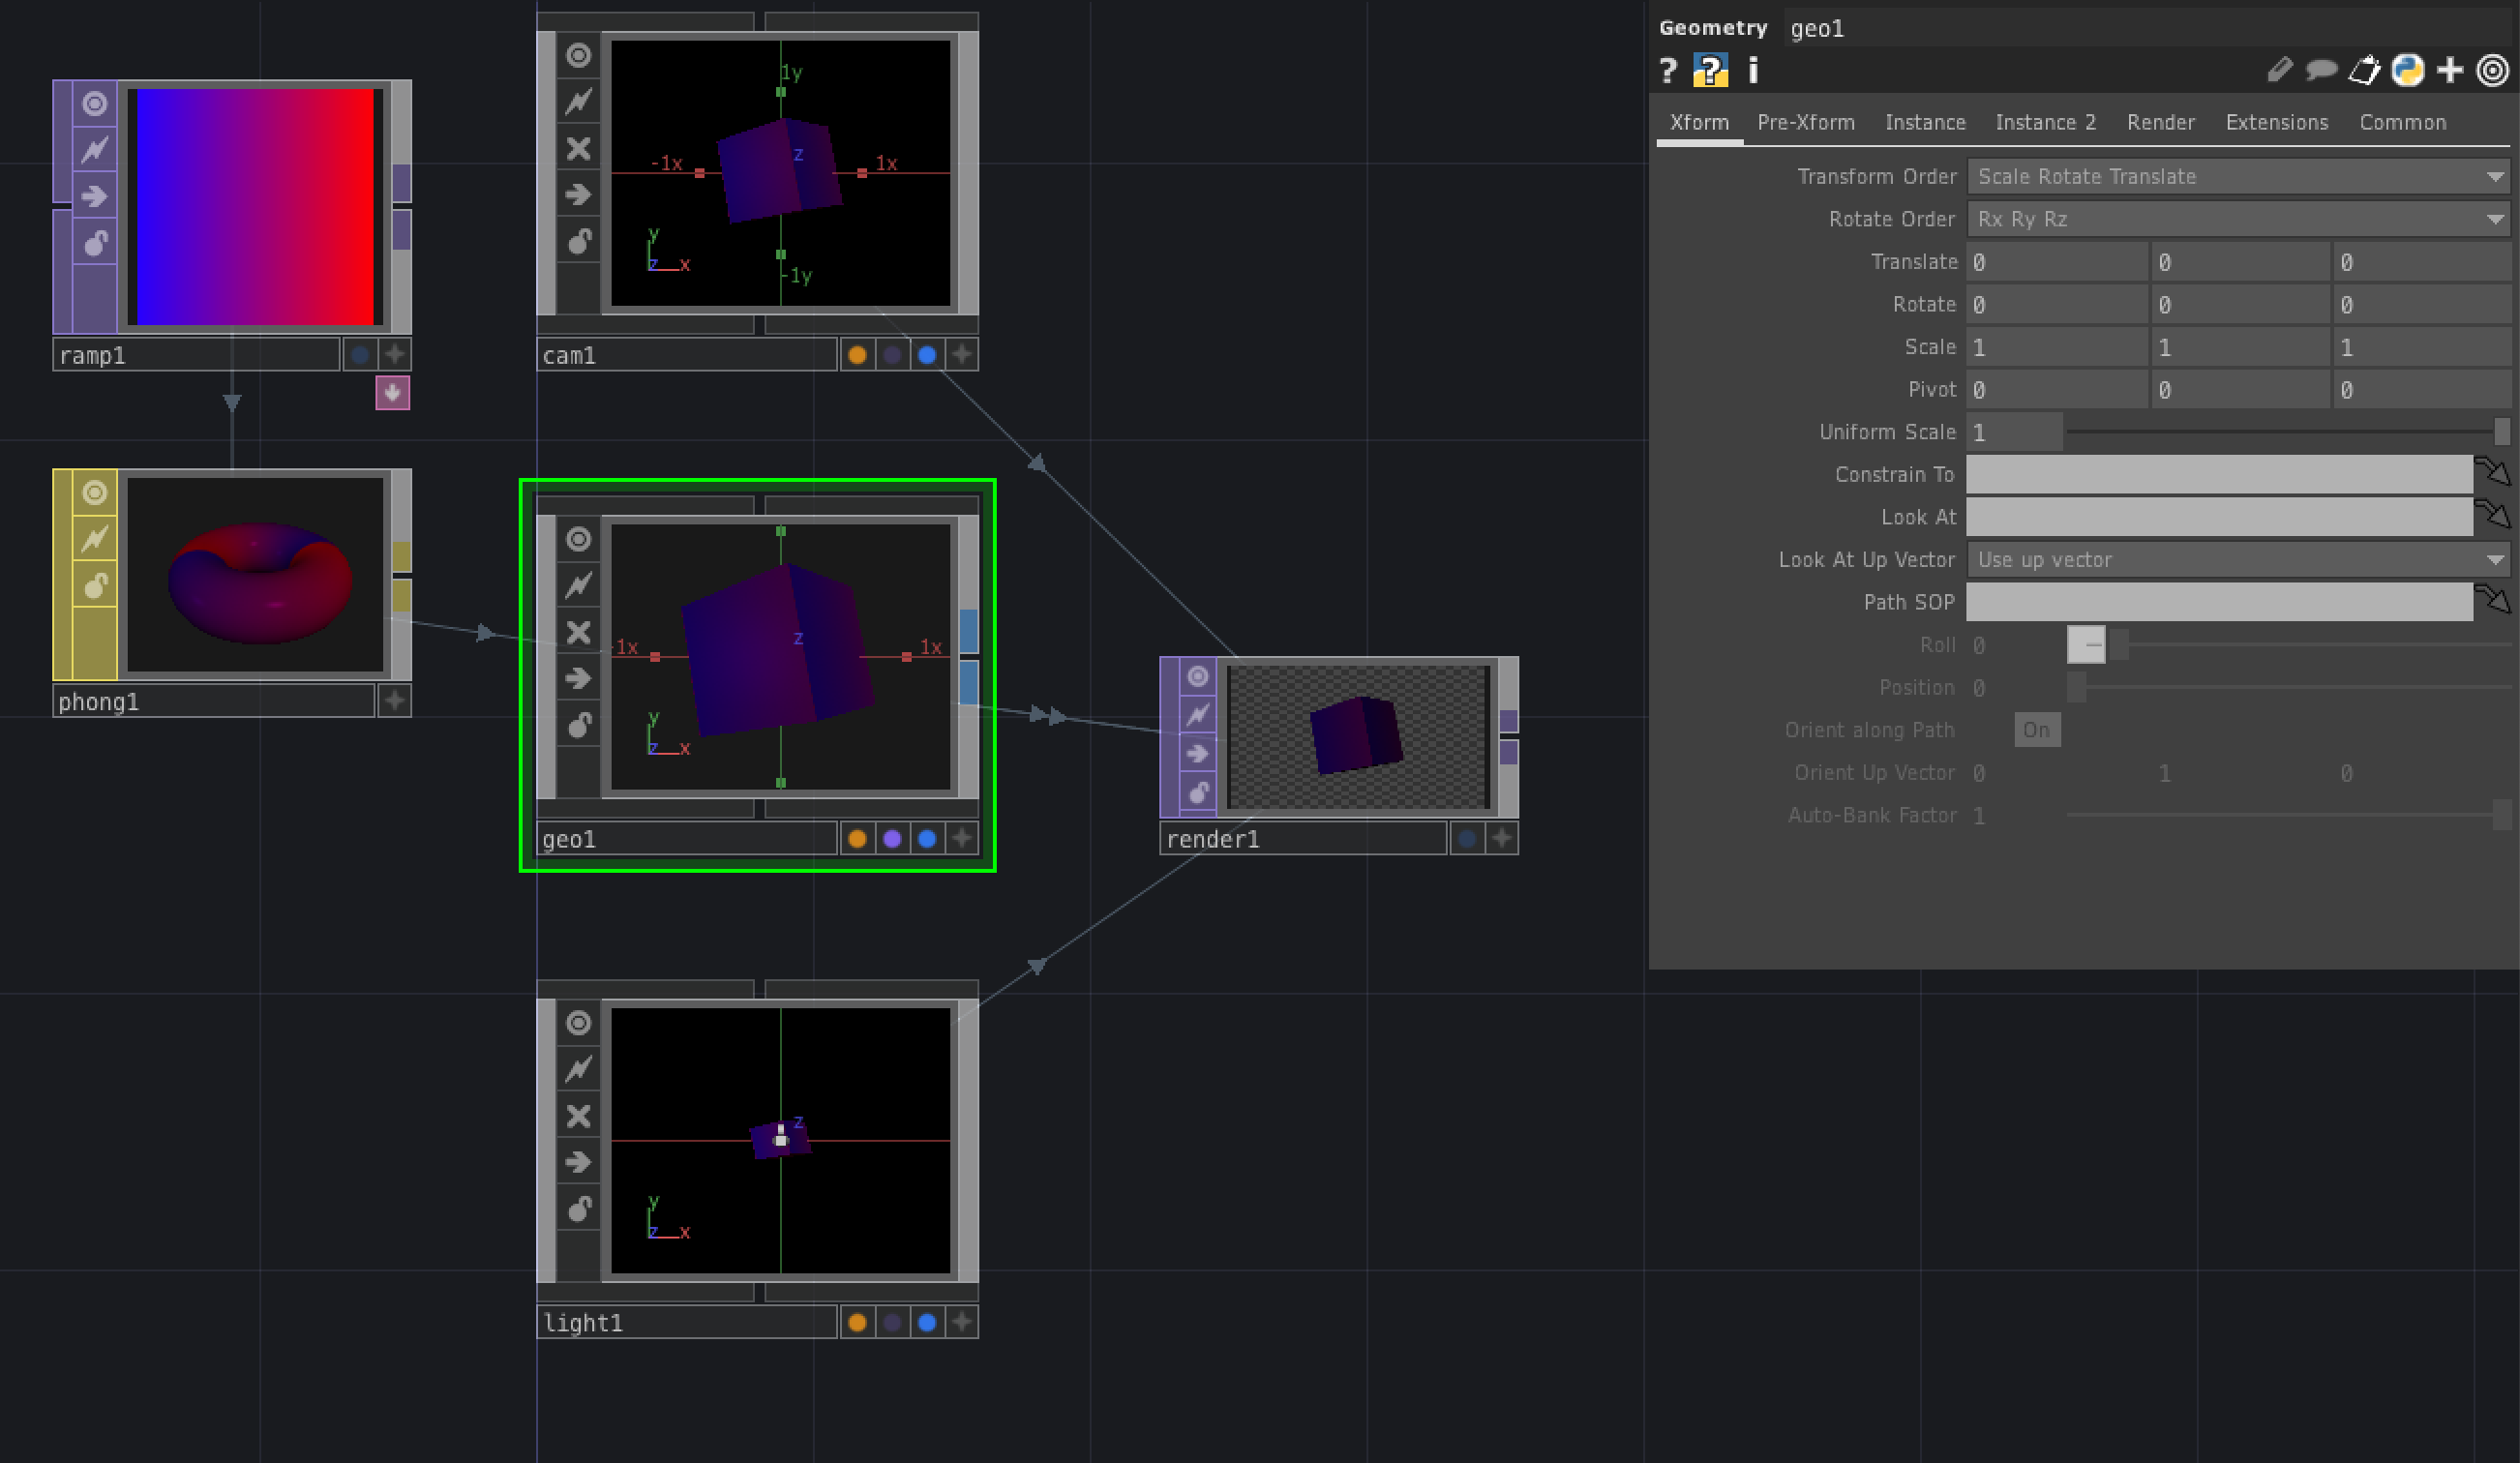 ramp1
phong1
1y
-1x
1x
z
-1y
y
z
x
cam1
1x
1x
z
y
z
x
geo1
z
y
z
x
light1
render1
Geometry geo1
? ? i
Xform Pre-Xform Instance Instance 2 Render Extensions Common
Transform Order Scale Rotate Translate
Rotate Order Rx Ry Rz
Translate 0 0 0
Rotate 0 0 0
Scale 1 1 1
Pivot 0 0 0
Uniform Scale 1
Constrain To
Look At
Look At Up Vector Use up vector
Path SOP
Roll 0
Position 0
Orient along Path On
Orient Up Vector 0 1 0
Auto-Bank Factor 1